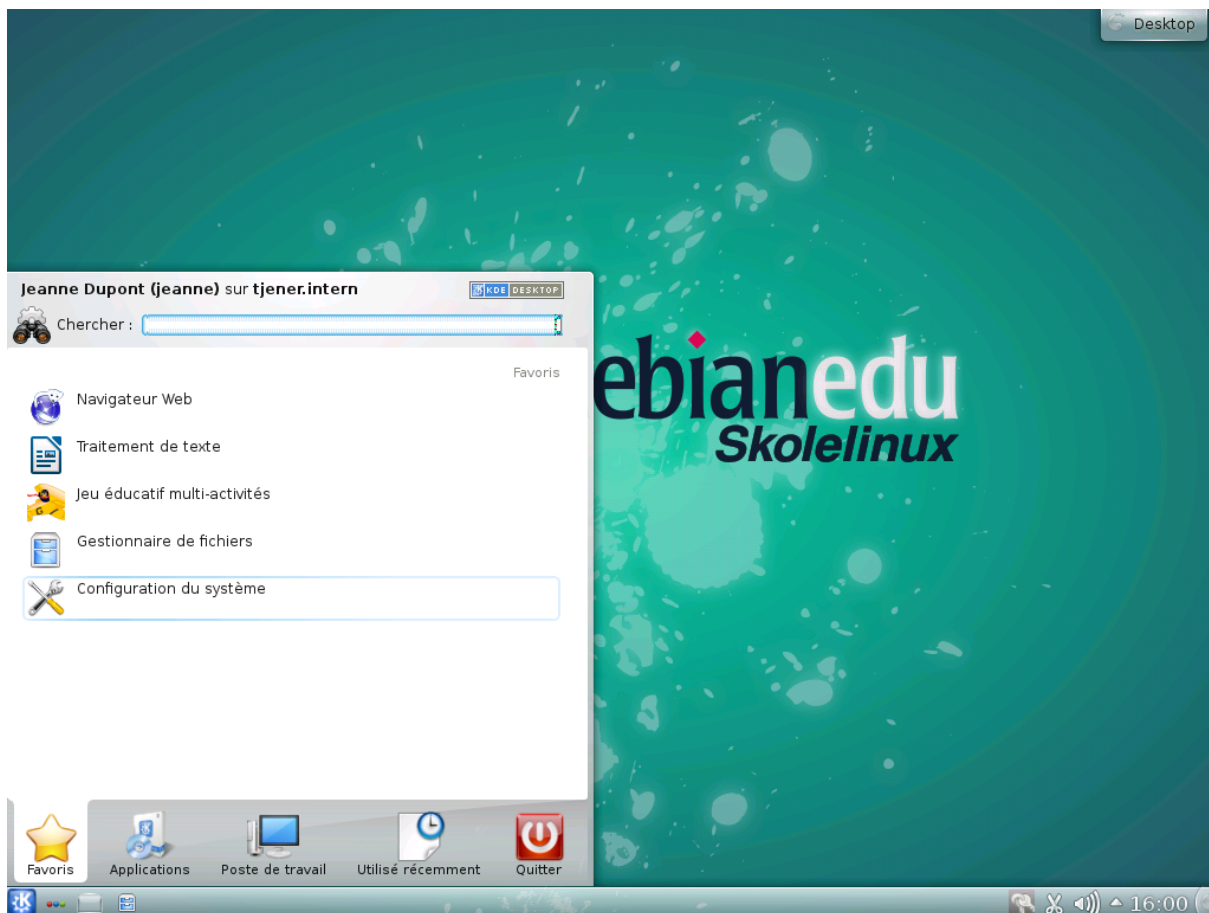 Desktop
Jeanne Dupont (jeanne) sur tjener.intern
KDE DESKTOP
Chercher :
Favoris
Navigateur Web
Traitement de texte
Jeu éducatif multi-activités
Gestionnaire de fichiers
Configuration du système
ebianedu
Skolelinux
Favoris
Applications
Poste de travail
Utilisé récemment
Quitter
16:00